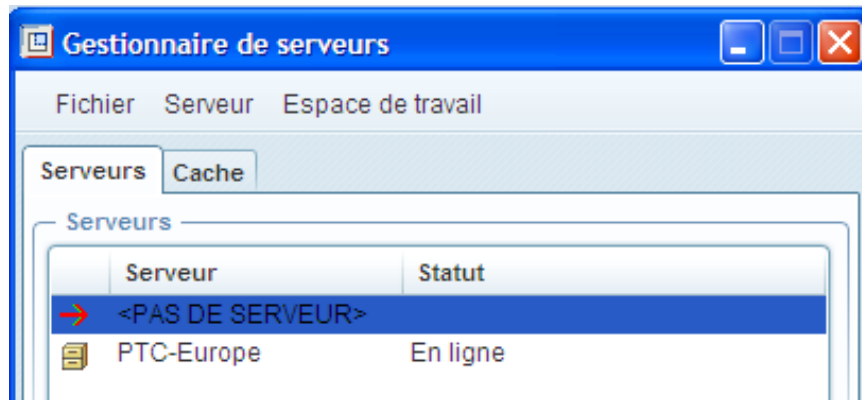 Gestionnaire de serveurs
Fichier Serveur Espace de travail
Serveurs Cache
Serveurs
Serveur Statut
<PAS DE SERVEUR>
PTC-Europe En ligne